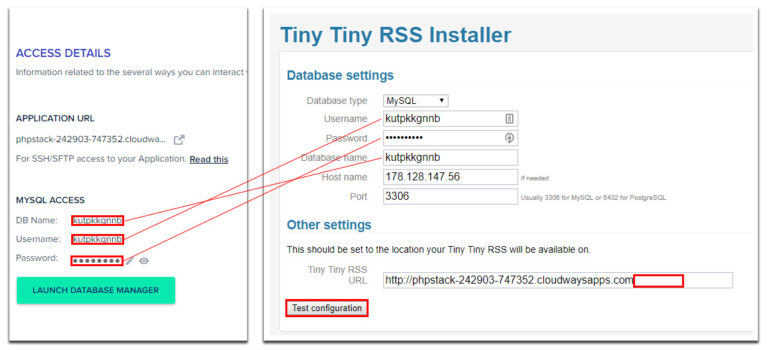 ACCESS DETAILS
Information related to the several ways you can interact
APPLICATION URL
phpstack-242903-747352.cloudwa...
For SSH/SFTP access to your Application. Read this
MYSQL ACCESS
DB Name: kutpkkgnnb
Username: kutpkkgnnb
Password: ●●●●●●●●
LAUNCH DATABASE MANAGER
Tiny Tiny RSS Installer
Database settings
Database type MySQL
Username kutpkkgnnb
Password ••••••••••
Database name kutpkkgnnb
Host name 178.128.147.56 If needed
Port 3306 Usually 3306 for MySQL or 5432 for PostgreSQL
Other settings
This should be set to the location your Tiny Tiny RSS will be available on.
Tiny Tiny RSS
URL http://phpstack-242903-747352.cloudwaysapps.com
Test configuration